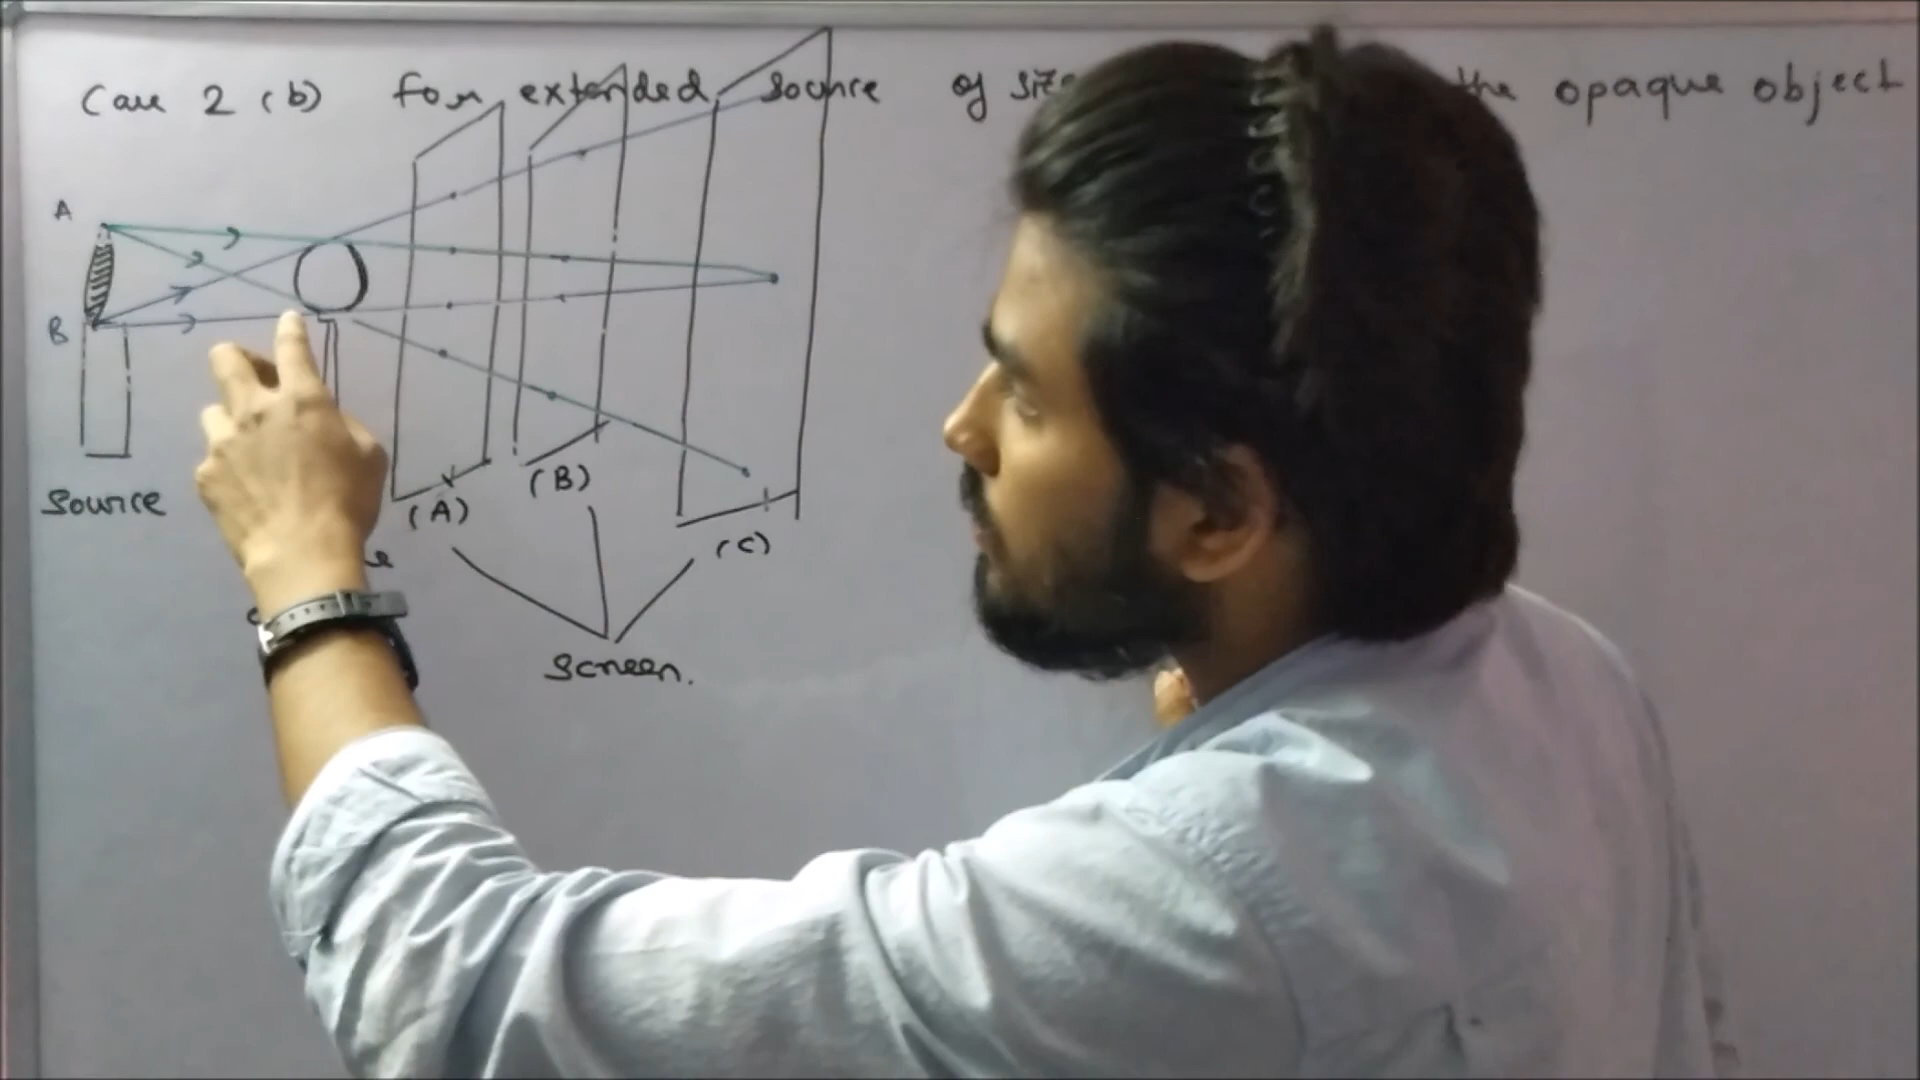 Case 2 (b) for extended source of size the opaque object
A
B
Source
(A)
(B)
(C)
Screen.